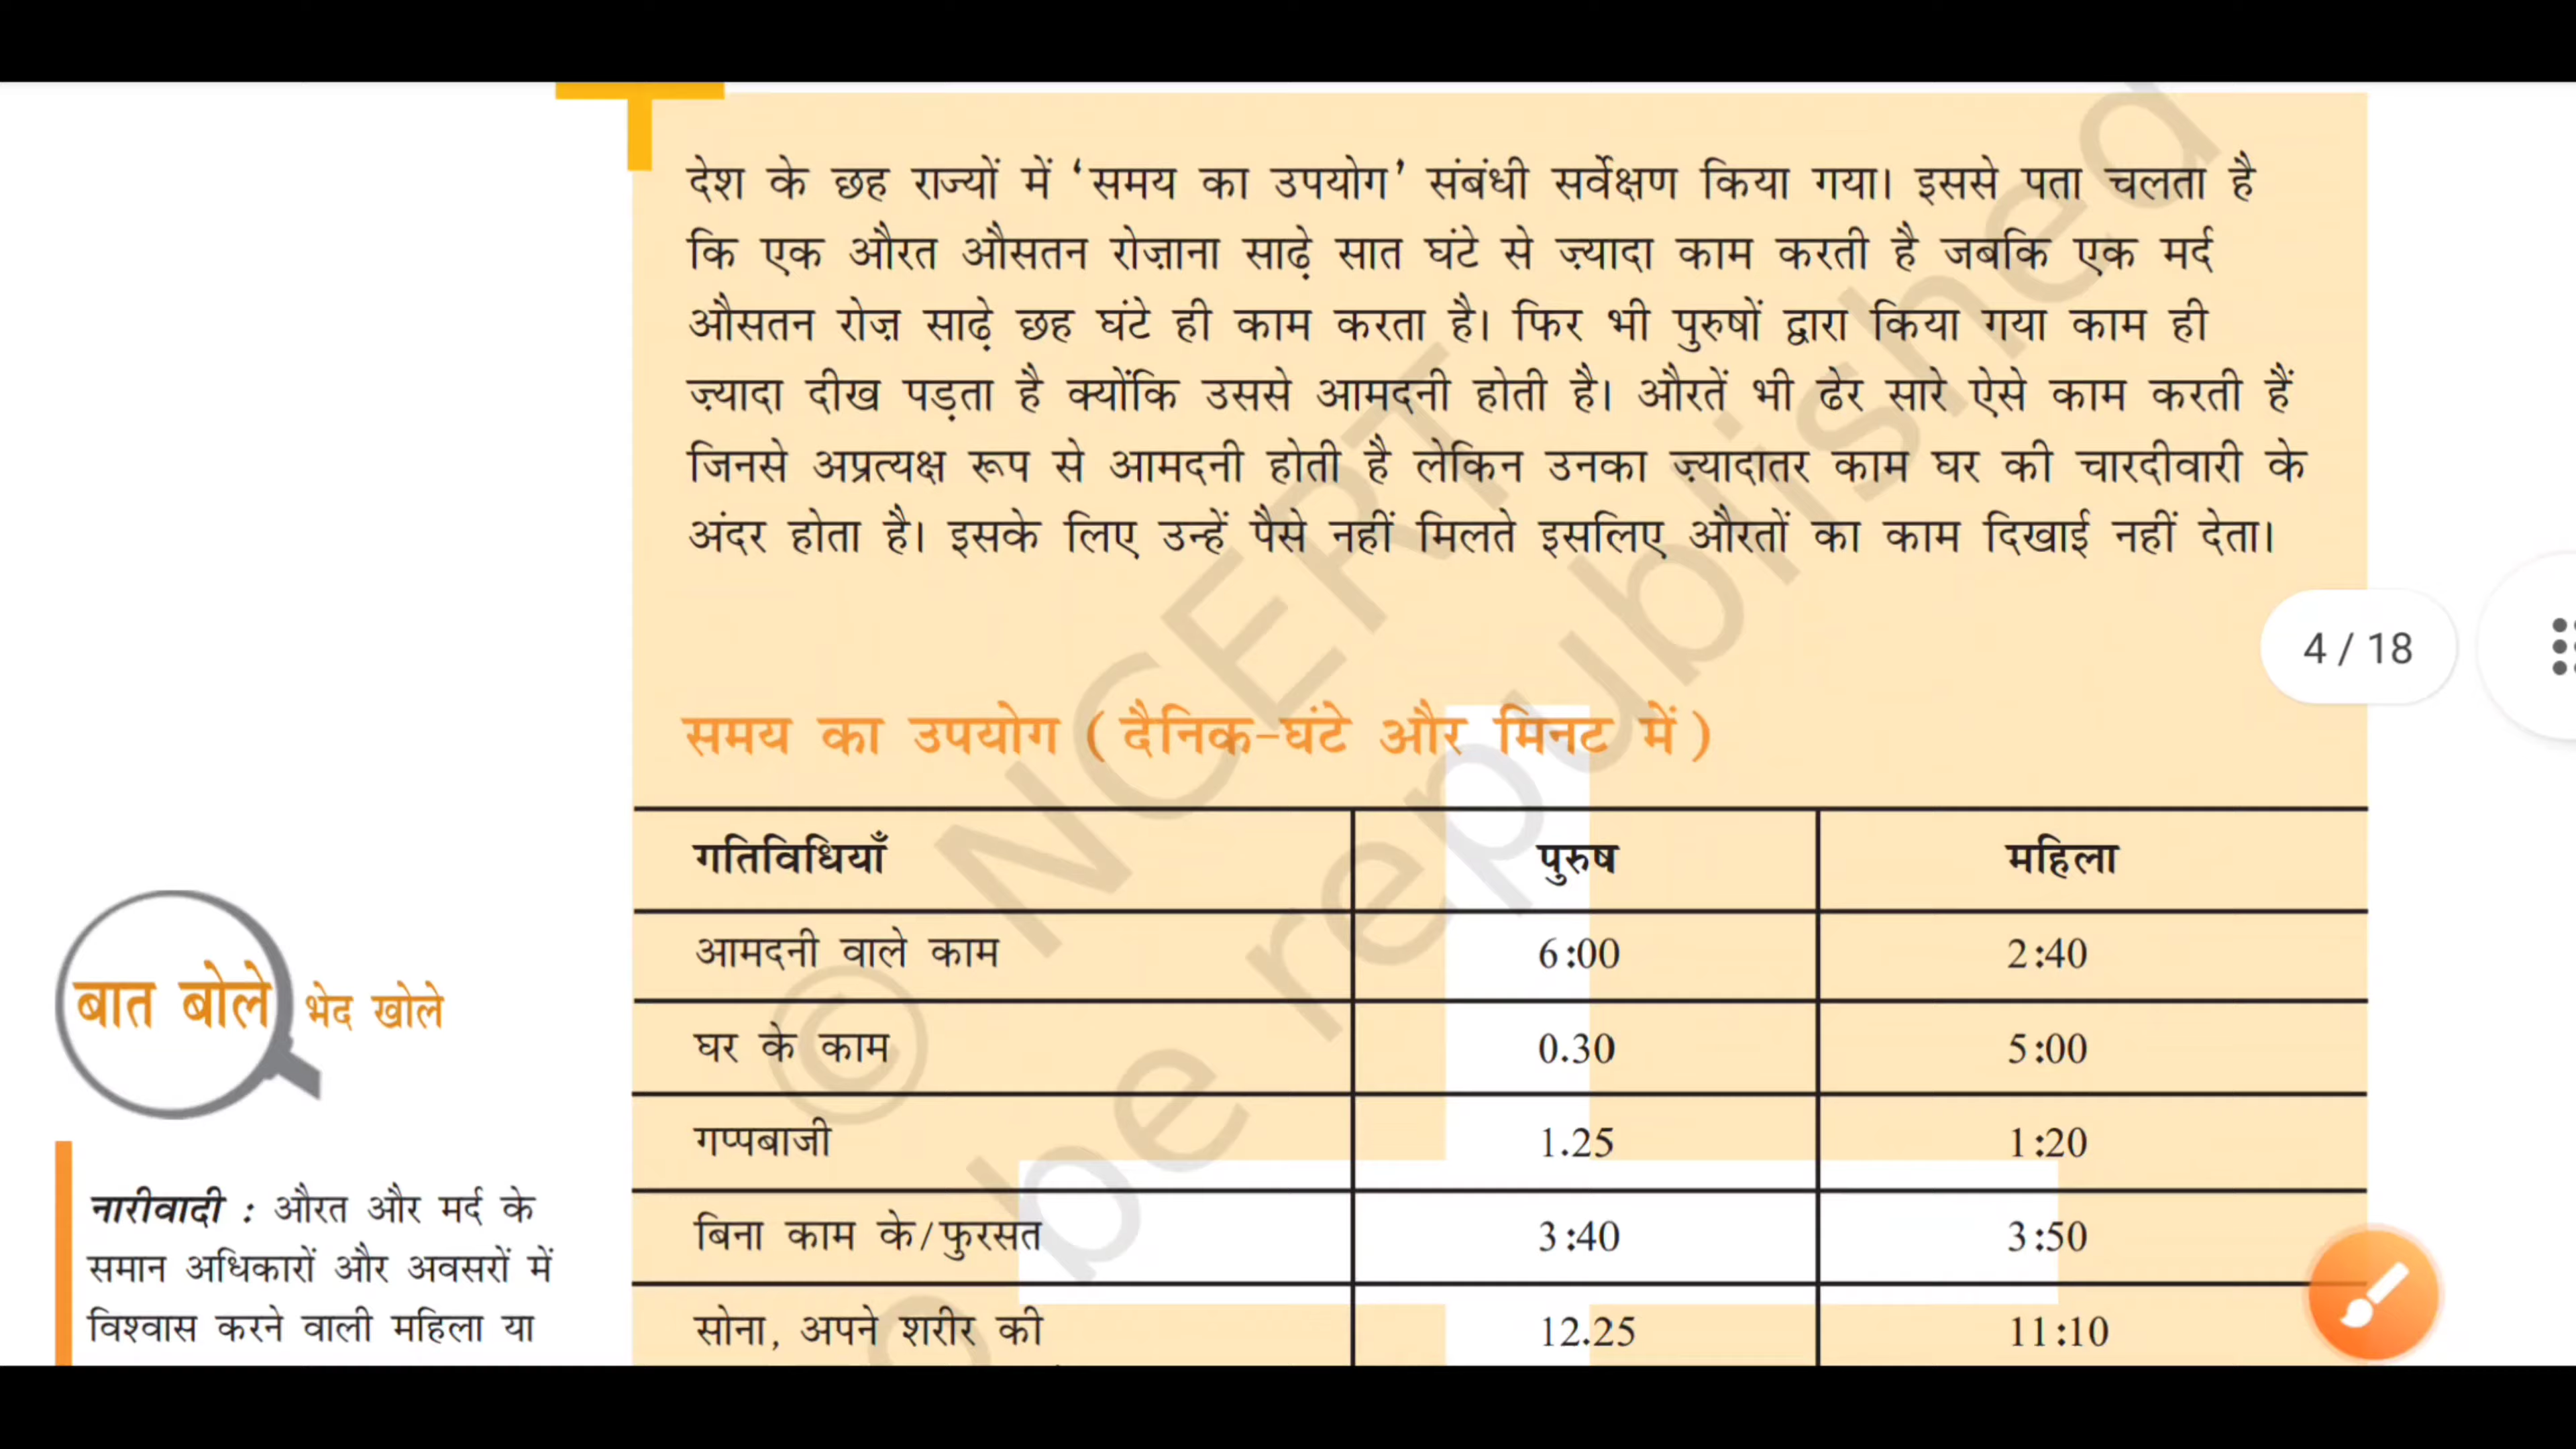 देश के छह राज्यों में ‘समय का उपयोग’ संबंधी सर्वेक्षण किया गया। इससे पता चलता है
कि एक औरत औसतन रोज़ाना साढ़े सात घंटे से ज़्यादा काम करती है जबकि एक मर्द
औसतन रोज़ साढ़े छह घंटे ही काम करता है। फिर भी पुरुषों द्वारा किया गया काम ही
ज़्यादा दीख पड़ता है क्योंकि उससे आमदनी होती है। औरतें भी ढेर सारे ऐसे काम करती हैं
जिनसे अप्रत्यक्ष रूप से आमदनी होती है लेकिन उनका ज़्यादातर काम घर की चारदीवारी के
अंदर होता है। इसके लिए उन्हें पैसे नहीं मिलते इसलिए औरतों का काम दिखाई नहीं देता।
4 / 18
समय का उपयोग ( दैनिक-घंटे और मिनट में )
गतिविधियाँ पुरुष महिला
आमदनी वाले काम 6:00 2:40
घर के काम 0.30 5:00
गप्पबाजी 1.25 1:20
बिना काम के/फुरसत 3:40 3:50
सोना, अपने शरीर की 12.25 11:10
बात बोले भेद खोले
नारीवादी : औरत और मर्द के
समान अधिकारों और अवसरों में
विश्वास करने वाली महिला या
© NCERT
be republished